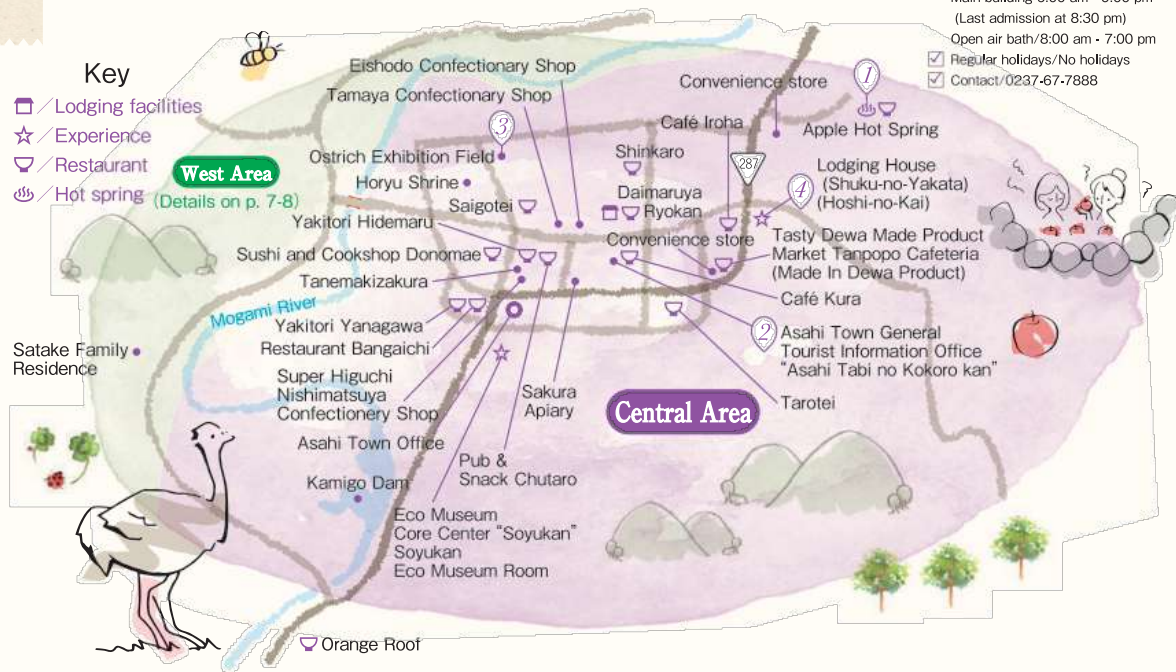 (Last admission at 8:30 pm)
Open air bath/8:00 am - 7:00 pm
Regular holidays/No holidays
Contact/0237-67-7888
Key
／Lodging facilities
／Experience
／Restaurant
／Hot spring
West Area
(Details on p. 7-8)
Eishodo Confectionary Shop
Tamaya Confectionary Shop
3
Ostrich Exhibition Field
Horyu Shrine
Saigotei
Yakitori Hidemaru
Sushi and Cookshop Donomae
Tanemakizakura
Mogami River
Yakitori Yanagawa
Restaurant Bangaichi
Satake Family
Residence
Super Higuchi
Nishimatsuya
Confectionery Shop
Asahi Town Office
Kamigo Dam
Sakura
Apiary
Pub &
Snack Chutaro
Eco Museum
Core Center “Soyukan”
Soyukan
Eco Museum Room
Orange Roof
Convenience store
1
Café Iroha
Apple Hot Spring
Shinkaro
287
Lodging House
(Shuku-no-Yakata)
(Hoshi-no-Kai)
4
Daimaruya
Ryokan
Convenience store
Tasty Dewa Made Product
Market Tanpopo Cafeteria
(Made In Dewa Product)
Café Kura
2
Asahi Town General
Tourist Information Office
“Asahi Tabi no Kokoro kan”
Tarotei
Central Area